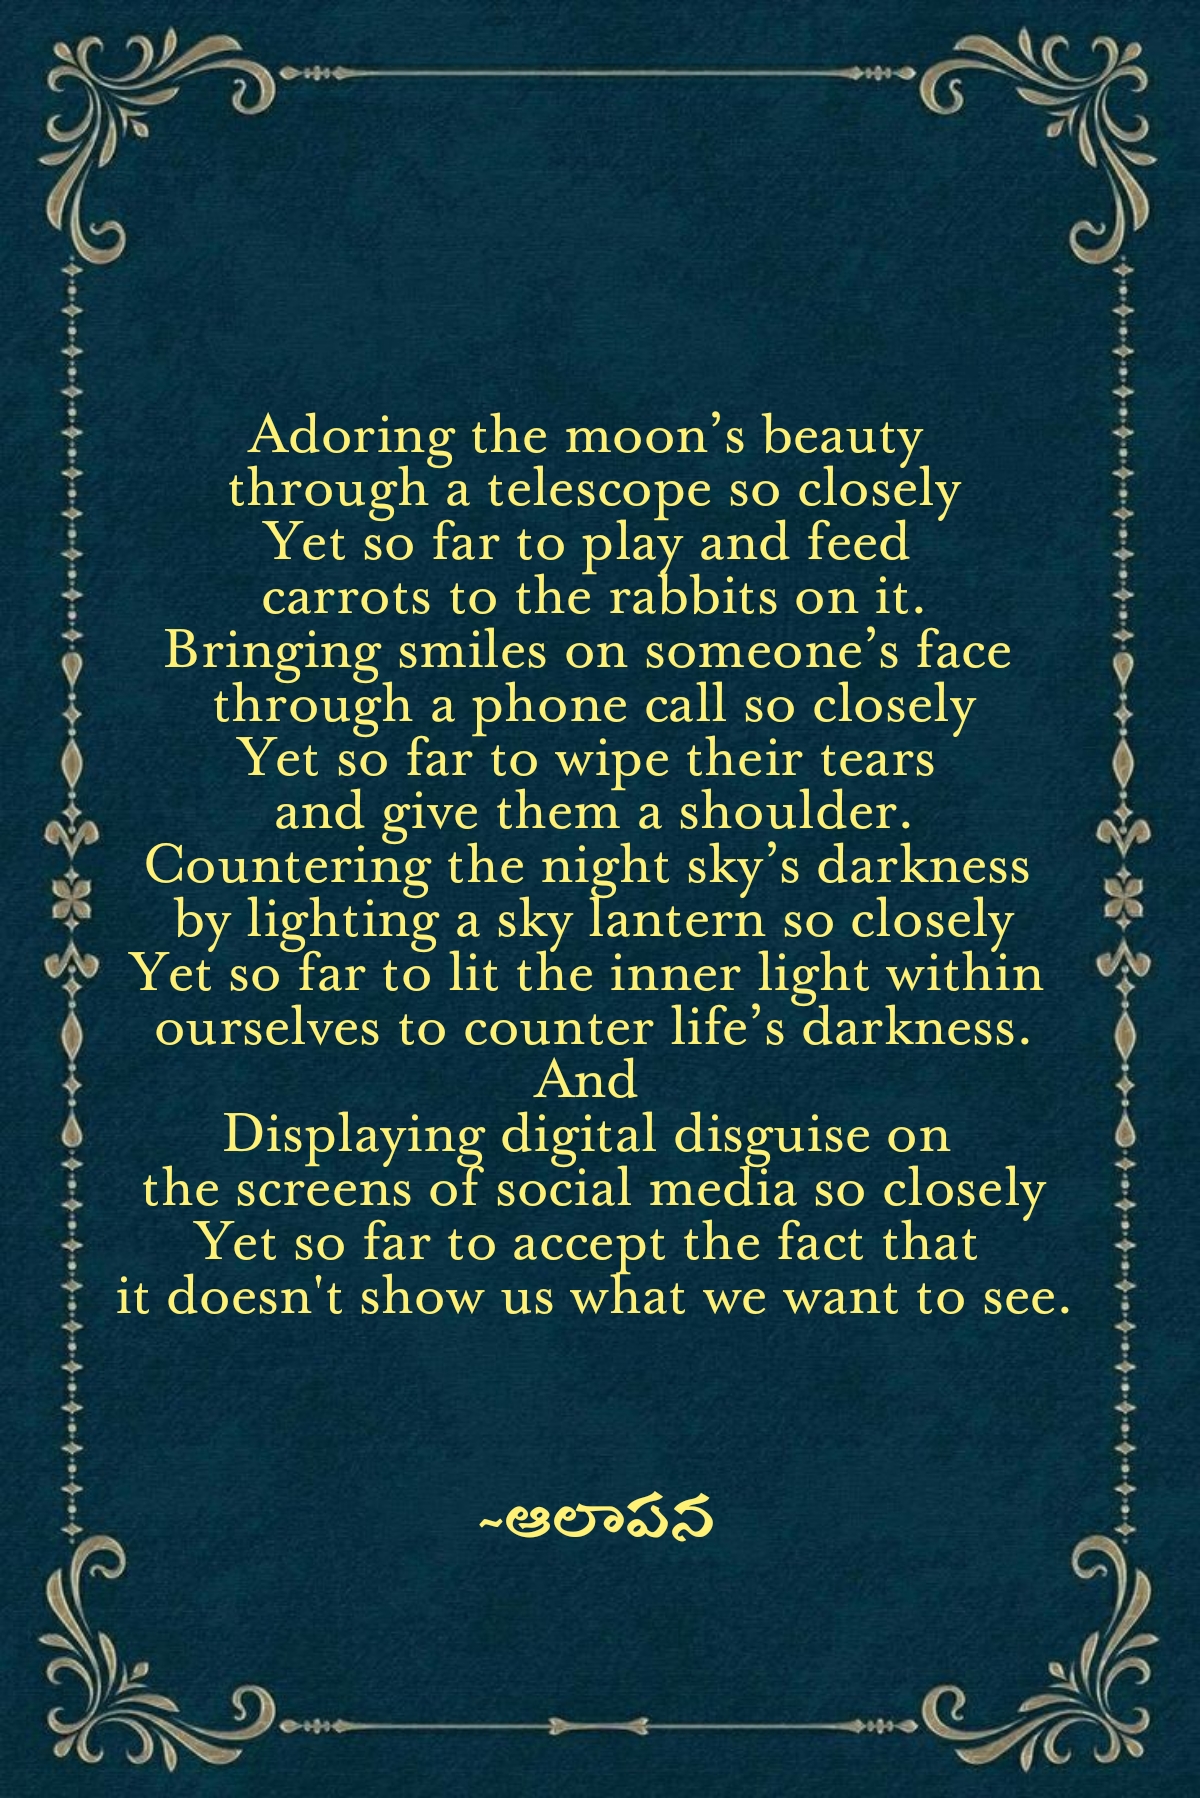 Adoring the moon’s beauty
through a telescope so closely
Yet so far to play and feed
carrots to the rabbits on it.
Bringing smiles on someone’s face
through a phone call so closely
Yet so far to wipe their tears
and give them a shoulder.
Countering the night sky’s darkness
by lighting a sky lantern so closely
Yet so far to lit the inner light within
ourselves to counter life’s darkness.
And
Displaying digital disguise on
the screens of social media so closely
Yet so far to accept the fact that
it doesn't show us what we want to see.
~ఆలాపన